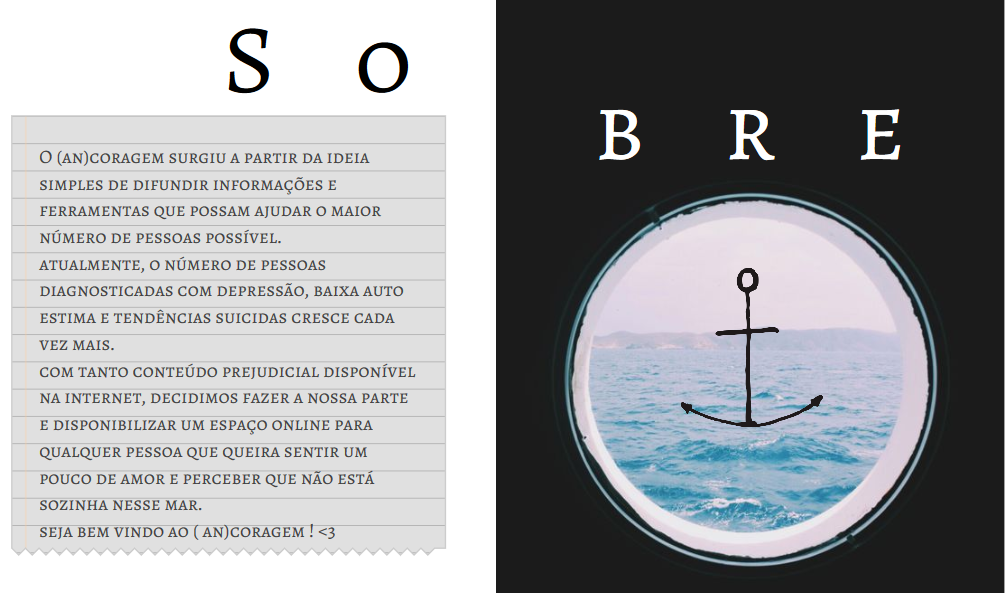 S O
BRE
O (AN)CORAGEM SURGIU A PARTIR DA IDEIA
SIMPLES DE DIFUNDIR INFORMAÇÕES E
FERRAMENTAS QUE POSSAM AJUDAR O MAIOR
NÚMERO DE PESSOAS POSSÍVEL.
ATUALMENTE, O NÚMERO DE PESSOAS
DIAGNOSTICADAS COM DEPRESSÃO, BAIXA AUTO
ESTIMA E TENDÊNCIAS SUICIDAS CRESCE CADA
VEZ MAIS.
COM TANTO CONTEÚDO PREJUDICIAL DISPONÍVEL
NA INTERNET, DECIDIMOS FAZER A NOSSA PARTE
E DISPONIBILIZAR UM ESPAÇO ONLINE PARA
QUALQUER PESSOA QUE QUEIRA SENTIR UM
POUCO DE AMOR E PERCEBER QUE NÃO ESTÁ
SOZINHA NESSE MAR.
SEJA BEM VINDO AO ( AN)CORAGEM ! <3